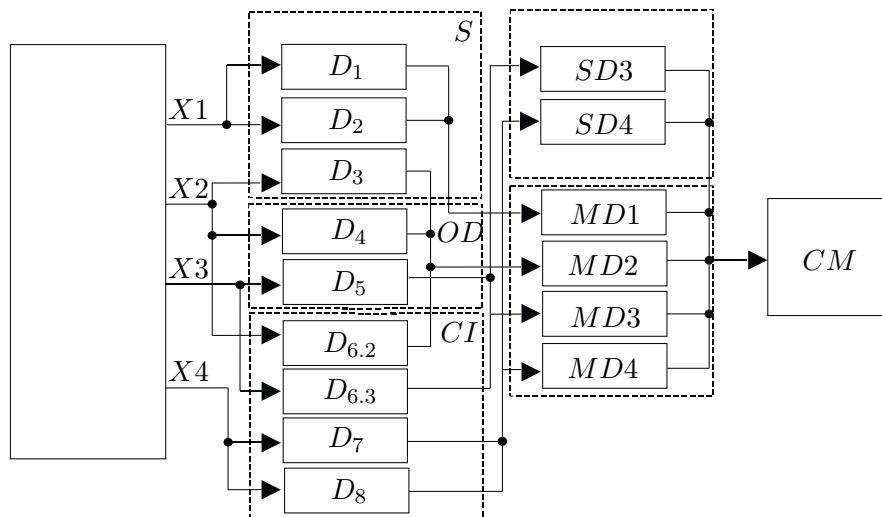 S
D₁
SD3
X1
D₂
SD4
D₃
X2
MD1
D₄
OD
MD2
CM
X3
D₅
MD3
CI
D₆.₂
X4
MD4
D₆.₃
D₇
D₈